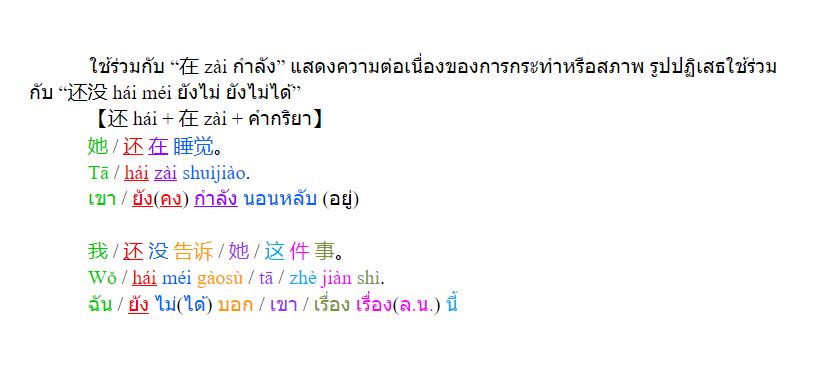 ใช้ร่วมกับ “在 zài กำลัง” แสดงความต่อเนื่องของการกระทำหรือสภาพ รูปปฏิเสธใช้ร่วม
กับ “还没 hái méi ยังไม่ ยังไม่ได้”
【还 hái + 在 zài + คำกริยา】
她 / 还 在 睡觉。
Tā / hái zài shuìjiào.
เขา / ยัง(คง) กำลัง นอนหลับ (อยู่)
我 / 还 没 告诉 / 她 / 这 件 事。
Wǒ / hái méi gàosù / tā / zhè jiàn shì.
ฉัน / ยัง ไม่(ได้) บอก / เขา / เรื่อง เรื่อง(ล.น.) นี้